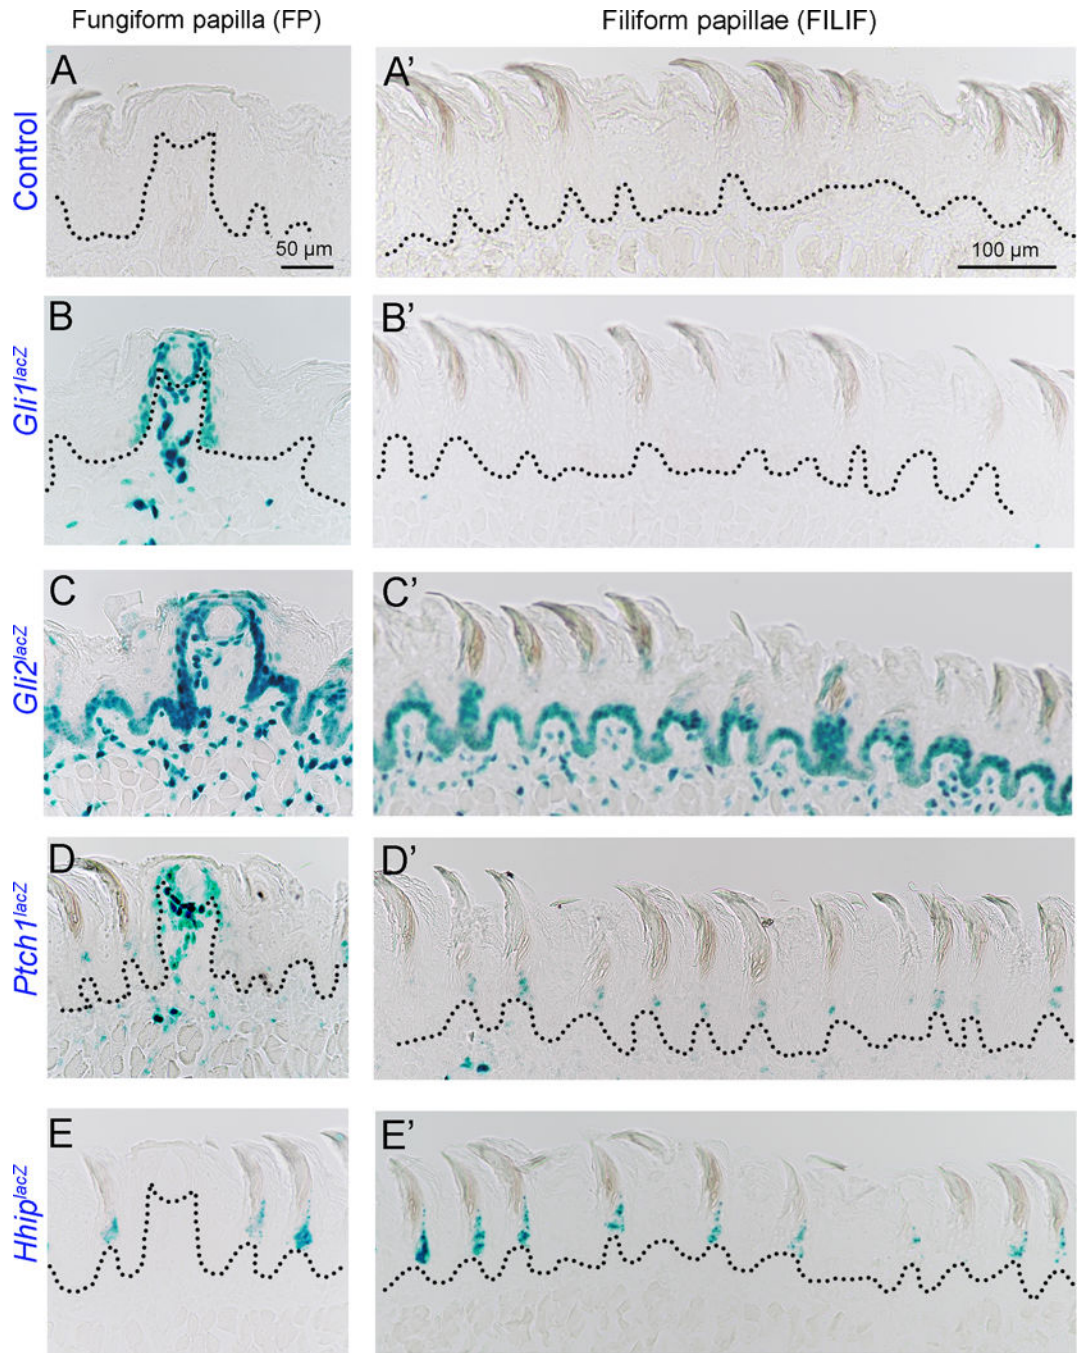 Fungiform papilla (FP)
Filiform papillae (FILIF)
Control
A
50 µm
A'
100 µm
Gli1lacZ
B
B'
Gli2lacZ
C
C'
Ptch1lacZ
D
D'
HhiplacZ
E
E'